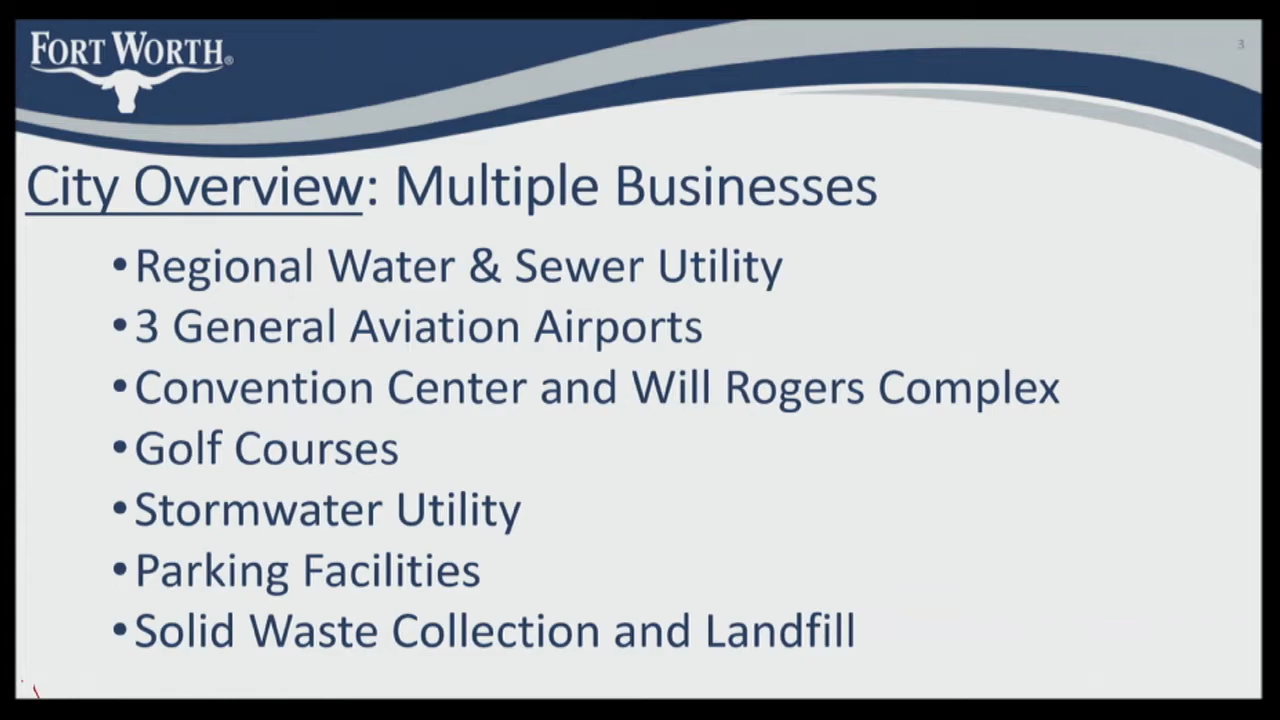 FORT WORTH®
3
City Overview: Multiple Businesses
•Regional Water & Sewer Utility
•3 General Aviation Airports
•Convention Center and Will Rogers Complex
•Golf Courses
•Stormwater Utility
•Parking Facilities
•Solid Waste Collection and Landfill